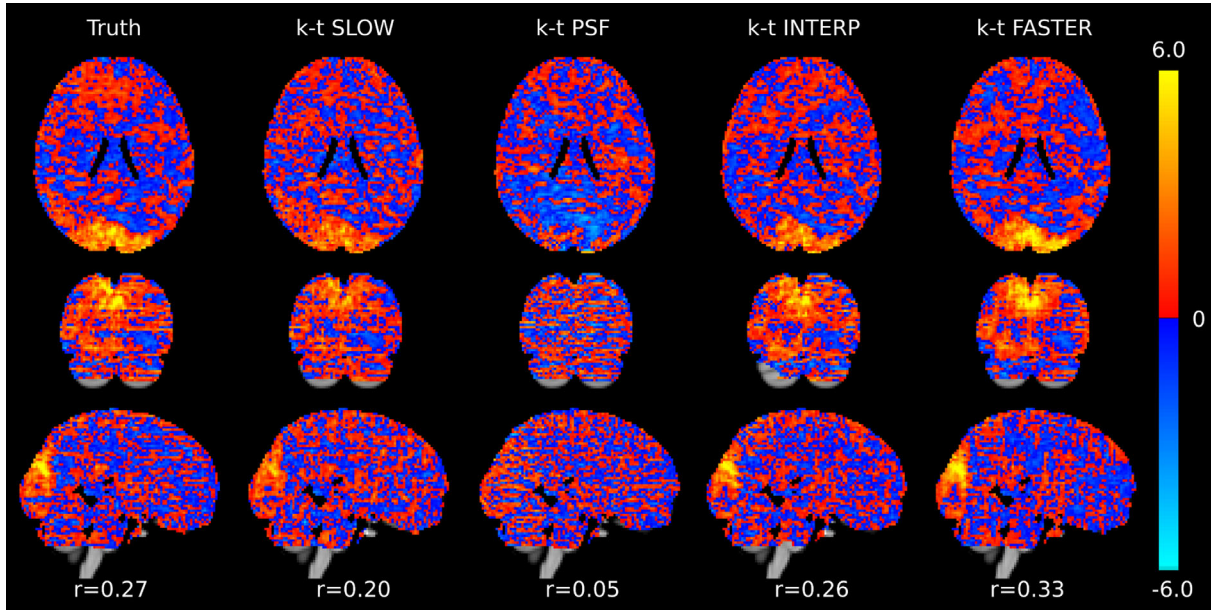 Truth
k-t SLOW
k-t PSF
k-t INTERP
k-t FASTER
6.0
0
-6.0
r=0.27
r=0.20
r=0.05
r=0.26
r=0.33